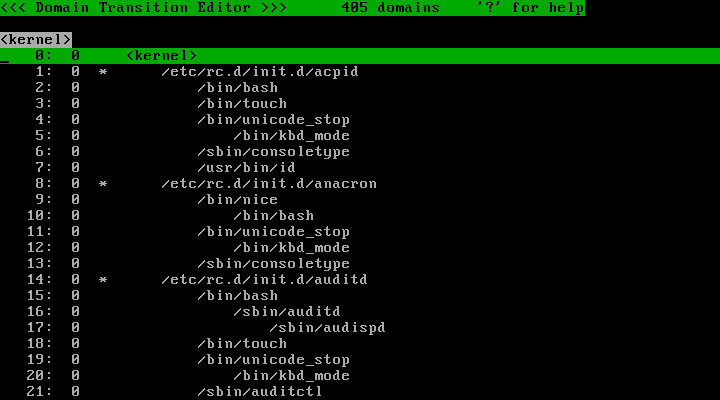 <<< Domain Transition Editor >>>      405 domains    '?' for help
<kernel>
0:  0     <kernel>
1:  0  *      /etc/rc.d/init.d/acpid
2:  0             /bin/bash
3:  0             /bin/touch
4:  0             /bin/unicode_stop
5:  0                 /bin/kbd_mode
6:  0             /sbin/consoletype
7:  0             /usr/bin/id
8:  0  *      /etc/rc.d/init.d/anacron
9:  0             /bin/nice
10:  0                 /bin/bash
11:  0             /bin/unicode_stop
12:  0                 /bin/kbd_mode
13:  0             /sbin/consoletype
14:  0  *      /etc/rc.d/init.d/auditd
15:  0             /bin/bash
16:  0                 /sbin/auditd
17:  0                     /sbin/audispd
18:  0             /bin/touch
19:  0             /bin/unicode_stop
20:  0                 /bin/kbd_mode
21:  0             /sbin/auditctl